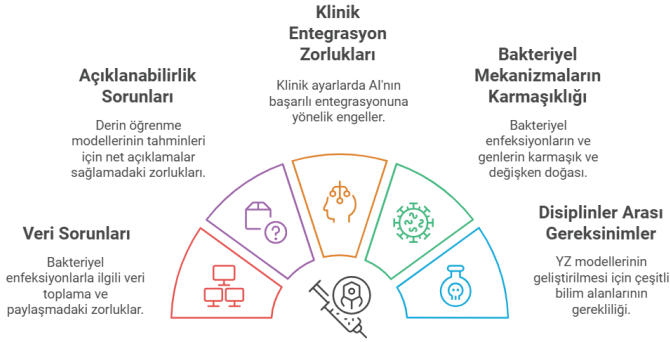 Veri Sorunları
Bakteriyel
enfeksiyonlarla ilgili veri
toplama ve
paylaşmadaki zorluklar.
Açıklanabilirlik
Sorunları
Derin öğrenme
modellerinin tahminleri
için net açıklamalar
sağlamadaki zorlukları.
Klinik
Entegrasyon
Zorlukları
Klinik ayarlarda AI'nın
başarılı entegrasyonuna
yönelik engeller.
Bakteriyel
Mekanizmaların
Karmaşıklığı
Bakteriyel
enfeksiyonların ve
genlerin karmaşık ve
değişken doğası.
Disiplinler Arası
Gereksinimler
YZ modellerinin
geliştirilmesi için çeşitli
bilim alanlarının
gerekliliği.